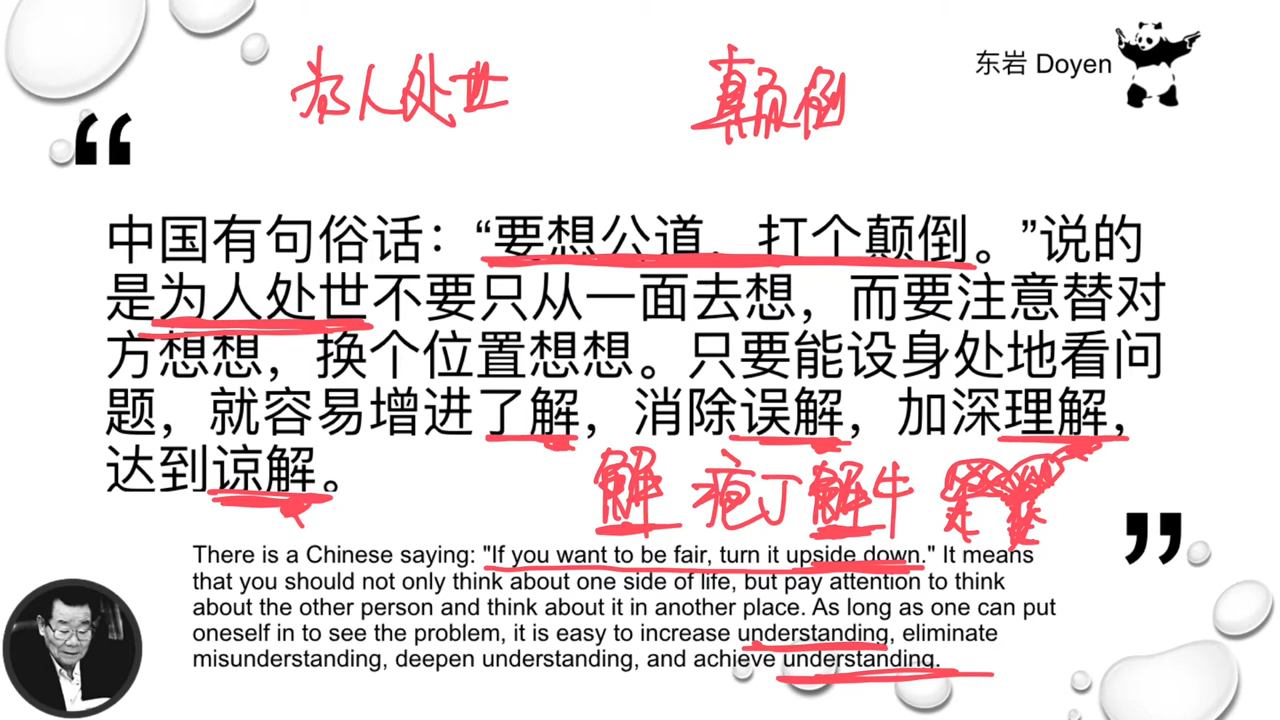 为人处世
颠倒
东岩 Doyen
“
中国有句俗话：“要想公道，打个颠倒。”说的
是为人处世不要只从一面去想，而要注意替对
方想想，换个位置想想。只要能设身处地看问
题，就容易增进了解，消除误解，加深理解，
达到谅解。
解 疱丁解牛
”
There is a Chinese saying: "If you want to be fair, turn it upside down." It means
that you should not only think about one side of life, but pay attention to think
about the other person and think about it in another place. As long as one can put
oneself in to see the problem, it is easy to increase understanding, eliminate
misunderstanding, deepen understanding, and achieve understanding.